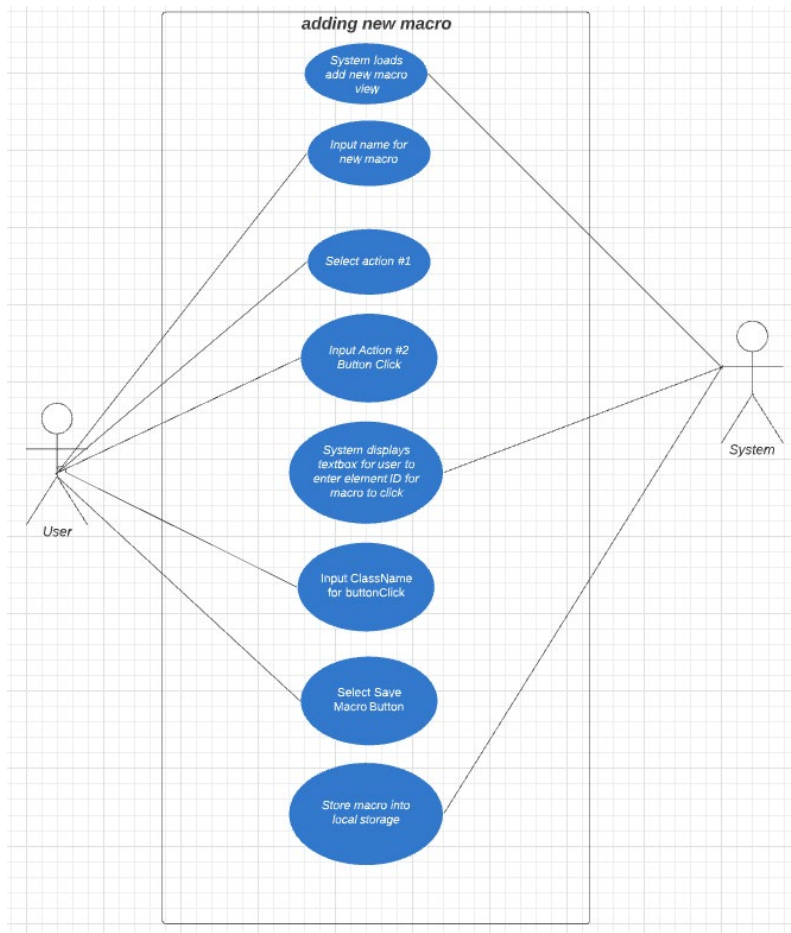 adding new macro
System loads
add new macro
view
Input name for
new macro
Select action #1
Input Action #2
Button Click
System displays
textbox for user to
enter element ID for
macro to click
System
User
Input ClassName
for buttonClick
Select Save
Macro Button
Store macro into
local storage